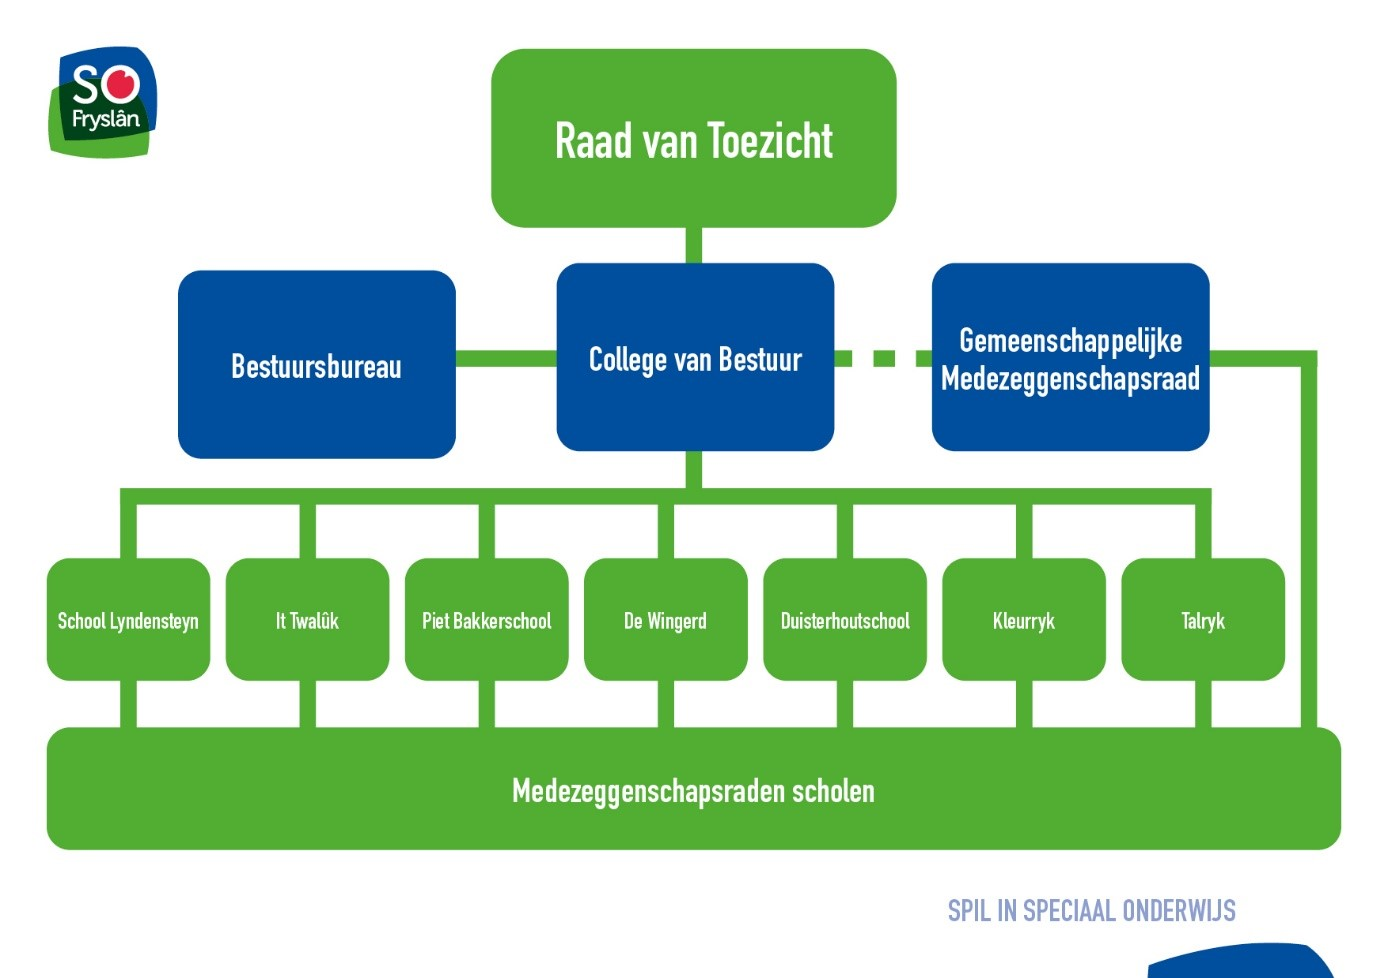 SO
Fryslân
Raad van Toezicht
Bestuursbureau
College van Bestuur
Gemeenschappelijke
Medezeggenschapsraad
School Lyndensteyn
It Twalûk
Piet Bakkerschool
De Wingerd
Duisterhoutschool
Kleurryk
Talryk
Medezeggenschapsraden scholen
SPIL IN SPECIAAL ONDERWIJS